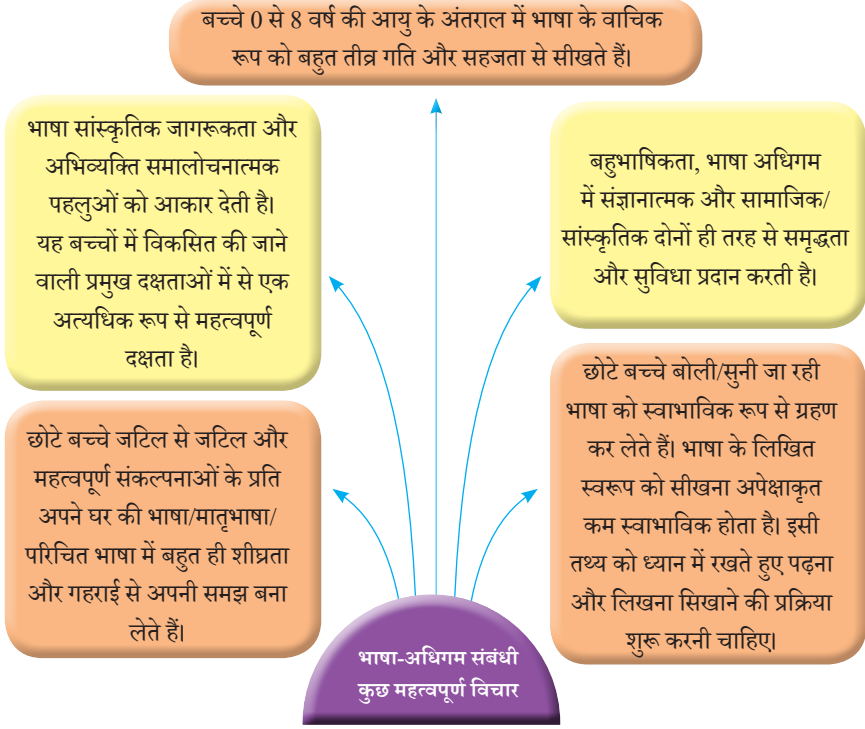 बच्चे 0 से 8 वर्ष की आयु के अंतराल में भाषा के वाचिक
रूप को बहुत तीव्र गति और सहजता से सीखते हैं।
भाषा सांस्कृतिक जागरूकता और
अभिव्यक्ति समालोचनात्मक
पहलुओं को आकार देती है।
यह बच्चों में विकसित की जाने
वाली प्रमुख दक्षताओं में से एक
अत्यधिक रूप से महत्वपूर्ण
दक्षता है।
बहुभाषिकता, भाषा अधिगम
में संज्ञानात्मक और सामाजिक/
सांस्कृतिक दोनों ही तरह से समृद्धता
और सुविधा प्रदान करती है।
छोटे बच्चे जटिल से जटिल और
महत्वपूर्ण संकल्पनाओं के प्रति
अपने घर की भाषा/मातृभाषा/
परिचित भाषा में बहुत ही शीघ्रता
और गहराई से अपनी समझ बना
लेते हैं।
छोटे बच्चे बोली/सुनी जा रही
भाषा को स्वाभाविक रूप से ग्रहण
कर लेते हैं। भाषा के लिखित
स्वरूप को सीखना अपेक्षाकृत
कम स्वाभाविक होता है। इसी
तथ्य को ध्यान में रखते हुए पढ़ना
और लिखना सिखाने की प्रक्रिया
शुरू करनी चाहिए।
भाषा-अधिगम संबंधी
कुछ महत्वपूर्ण विचार